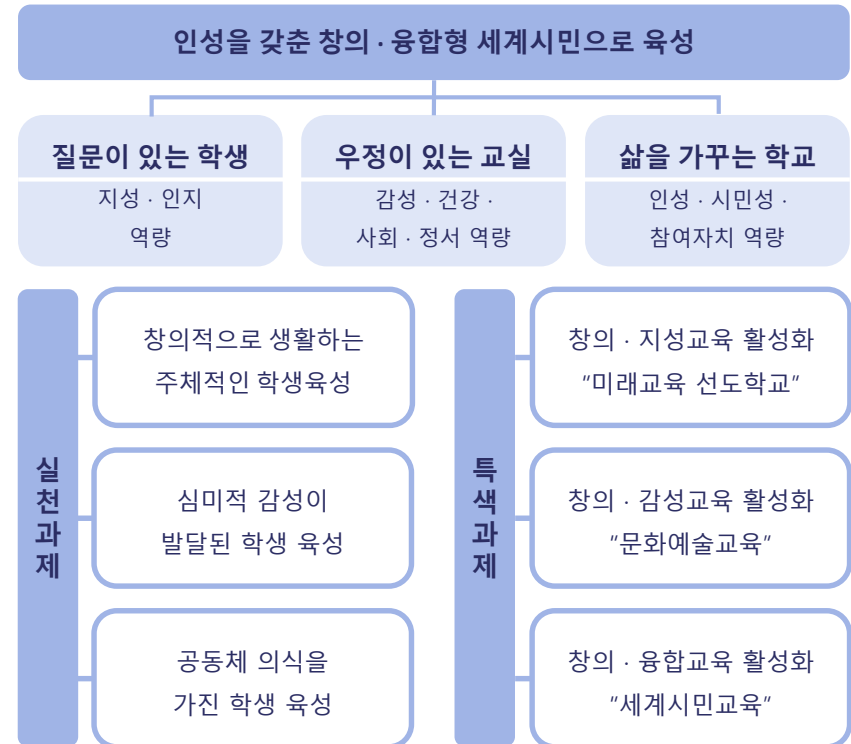 인성을 갖춘 창의 · 융합형 세계시민으로 육성
질문이 있는 학생
지성 · 인지
역량
우정이 있는 교실
감성 · 건강 ·
사회 · 정서 역량
삶을 가꾸는 학교
인성 · 시민성 ·
참여자치 역량
실천과제
창의적으로 생활하는
주체적인 학생육성
심미적 감성이
발달된 학생 육성
공동체 의식을
가진 학생 육성
특색과제
창의 · 지성교육 활성화
"미래교육 선도학교"
창의 · 감성교육 활성화
"문화예술교육"
창의 · 융합교육 활성화
"세계시민교육"